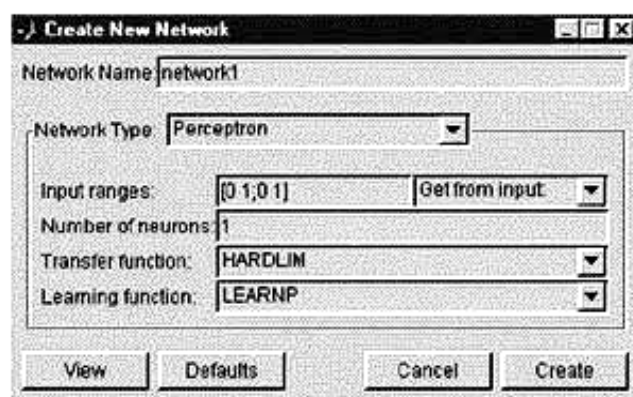 Create New Network
Network Name: network1
Network Type: Perceptron
Input ranges: [0 1;0 1] Get from input:
Number of neurons: 1
Transfer function: HARDLIM
Learning function: LEARNP
View Defaults Cancel Create